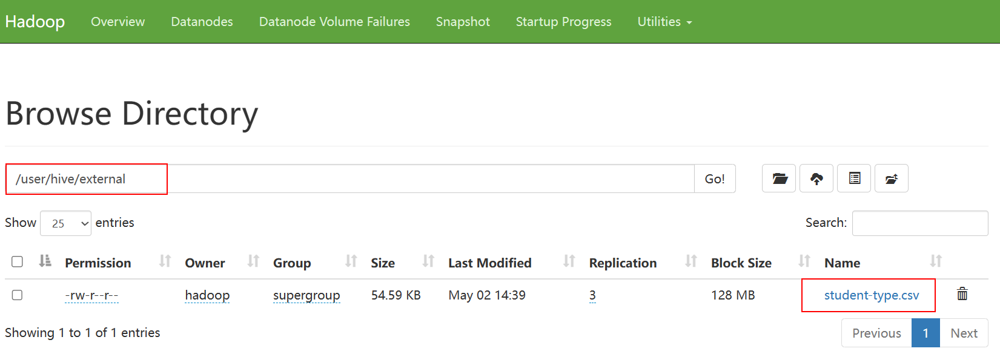 Hadoop Overview Datanodes Datanode Volume Failures Snapshot Startup Progress Utilities
Browse Directory
/user/hive/external Go!
Show 25 entries Search:
Permission Owner Group Size Last Modified Replication Block Size Name
-rw-r--r-- hadoop supergroup 54.59 KB May 02 14:39 3 128 MB student-type.csv
Showing 1 to 1 of 1 entries Previous 1 Next